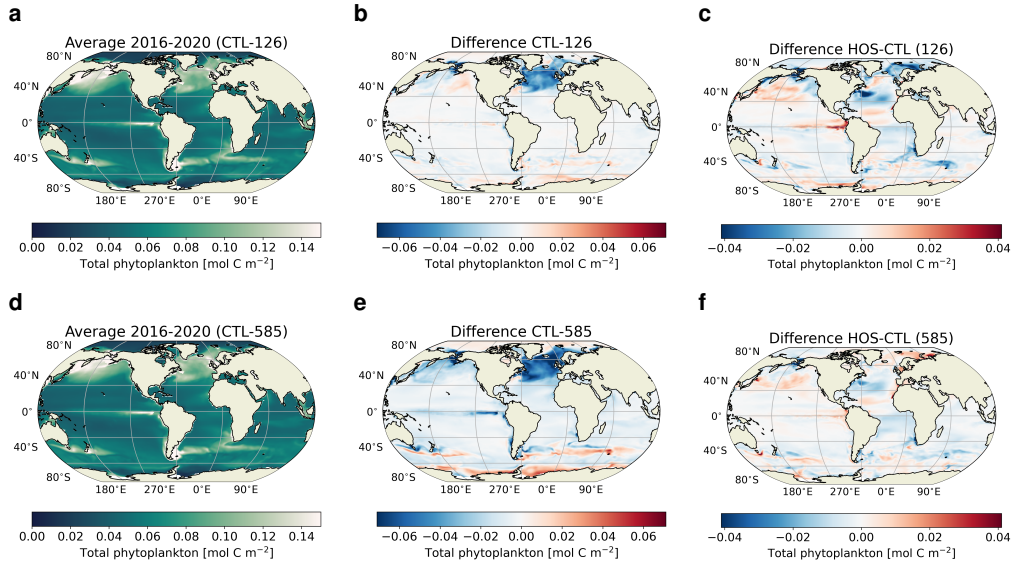 a
Average 2016-2020 (CTL-126)
80°N
40°N
0°
40°S
80°S
180°E 270°E 0°E 90°E
0.00 0.02 0.04 0.06 0.08 0.10 0.12 0.14
Total phytoplankton [mol C m⁻²]
b
Difference CTL-126
80°N
40°N
0°
40°S
80°S
180°E 270°E 0°E 90°E
−0.06 −0.04 −0.02 0.00 0.02 0.04 0.06
Total phytoplankton [mol C m⁻²]
c
Difference HOS-CTL (126)
80°N
40°N
0°
40°S
80°S
180°E 270°E 0°E 90°E
−0.04 −0.02 0.00 0.02 0.04
Total phytoplankton [mol C m⁻²]
d
Average 2016-2020 (CTL-585)
80°N
40°N
0°
40°S
80°S
180°E 270°E 0°E 90°E
0.00 0.02 0.04 0.06 0.08 0.10 0.12 0.14
Total phytoplankton [mol C m⁻²]
e
Difference CTL-585
80°N
40°N
0°
40°S
80°S
180°E 270°E 0°E 90°E
−0.06 −0.04 −0.02 0.00 0.02 0.04 0.06
Total phytoplankton [mol C m⁻²]
f
Difference HOS-CTL (585)
80°N
40°N
0°
40°S
80°S
180°E 270°E 0°E 90°E
−0.04 −0.02 0.00 0.02 0.04
Total phytoplankton [mol C m⁻²]